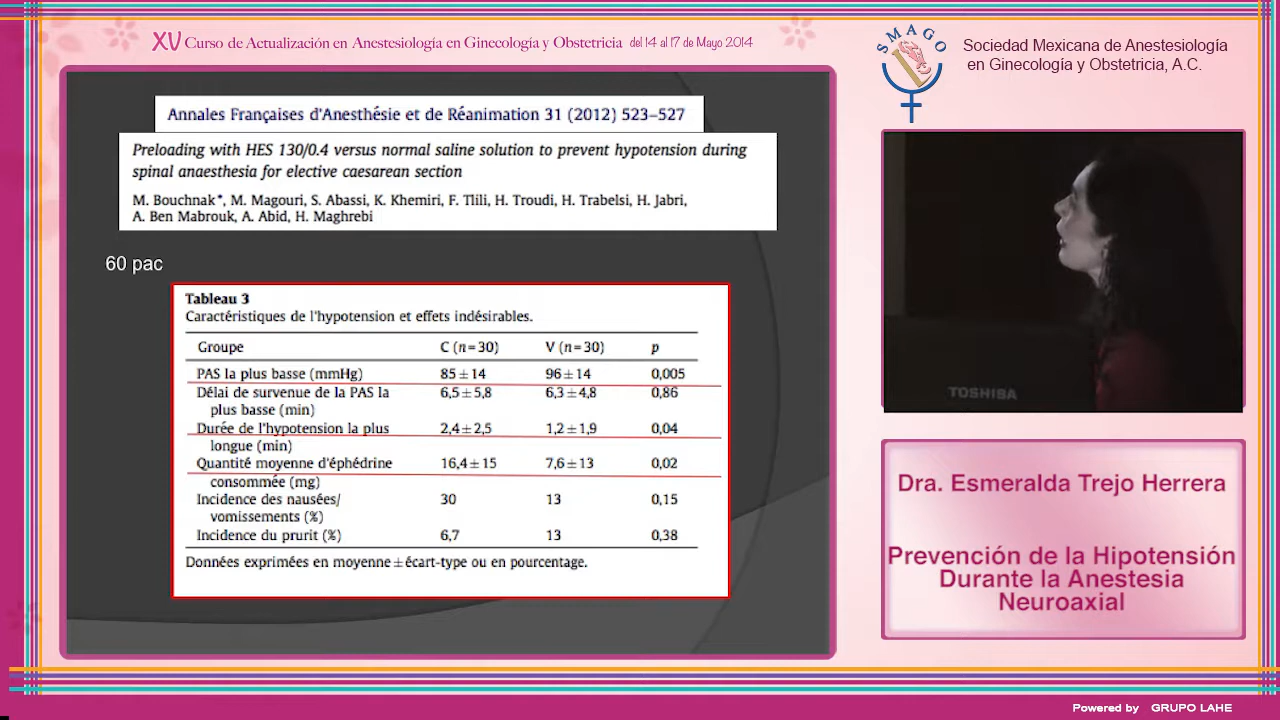 XV Curso de Actualización en Anestesiología en Ginecología y Obstetricia del 14 al 17 de Mayo 2014
SMAGO
Sociedad Mexicana de Anestesiología
en Ginecología y Obstetricia, A.C.
Annales Françaises d'Anesthésie et de Réanimation 31 (2012) 523–527
Preloading with HES 130/0.4 versus normal saline solution to prevent hypotension during
spinal anaesthesia for elective caesarean section
M. Bouchnak*, M. Magouri, S. Abassi, K. Khemiri, F. Tlili, H. Troudi, H. Trabelsi, H. Jabri,
A. Ben Mabrouk, A. Abid, H. Maghrebi
60 pac
Tableau 3
Caractéristiques de l'hypotension et effets indésirables.
Groupe C (n=30) V (n=30) p
PAS la plus basse (mmHg) 85±14 96±14 0,005
Délai de survenue de la PAS la 6,5±5,8 6,3±4,8 0,86
plus basse (min)
Durée de l'hypotension la plus 2,4±2,5 1,2±1,9 0,04
longue (min)
Quantité moyenne d'éphédrine 16,4±15 7,6±13 0,02
consommée (mg)
Incidence des nausées/ 30 13 0,15
vomissements (%)
Incidence du prurit (%) 6,7 13 0,38
Données exprimées en moyenne±écart-type ou en pourcentage.
TOSHIBA
Dra. Esmeralda Trejo Herrera
Prevención de la Hipotensión
Durante la Anestesia
Neuroaxial
Powered by GRUPO LAHE